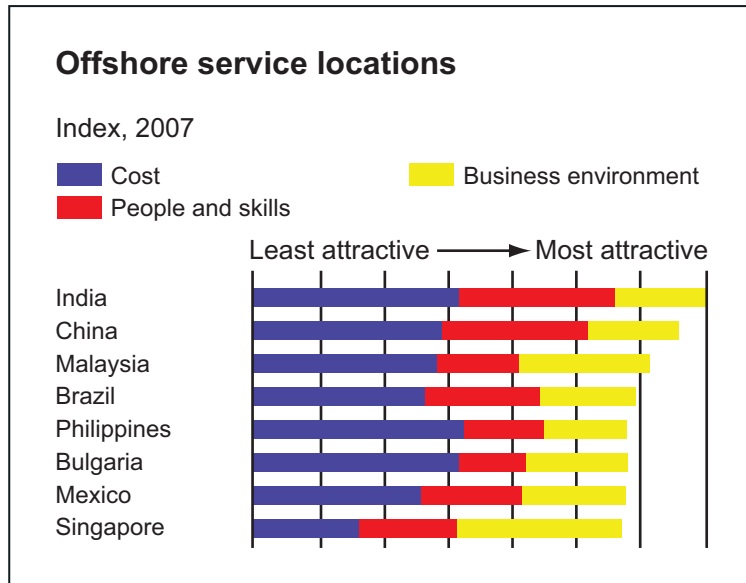 Offshore service locations
Index, 2007
Cost
Business environment
People and skills
Least attractive
Most attractive
India
China
Malaysia
Brazil
Philippines
Bulgaria
Mexico
Singapore